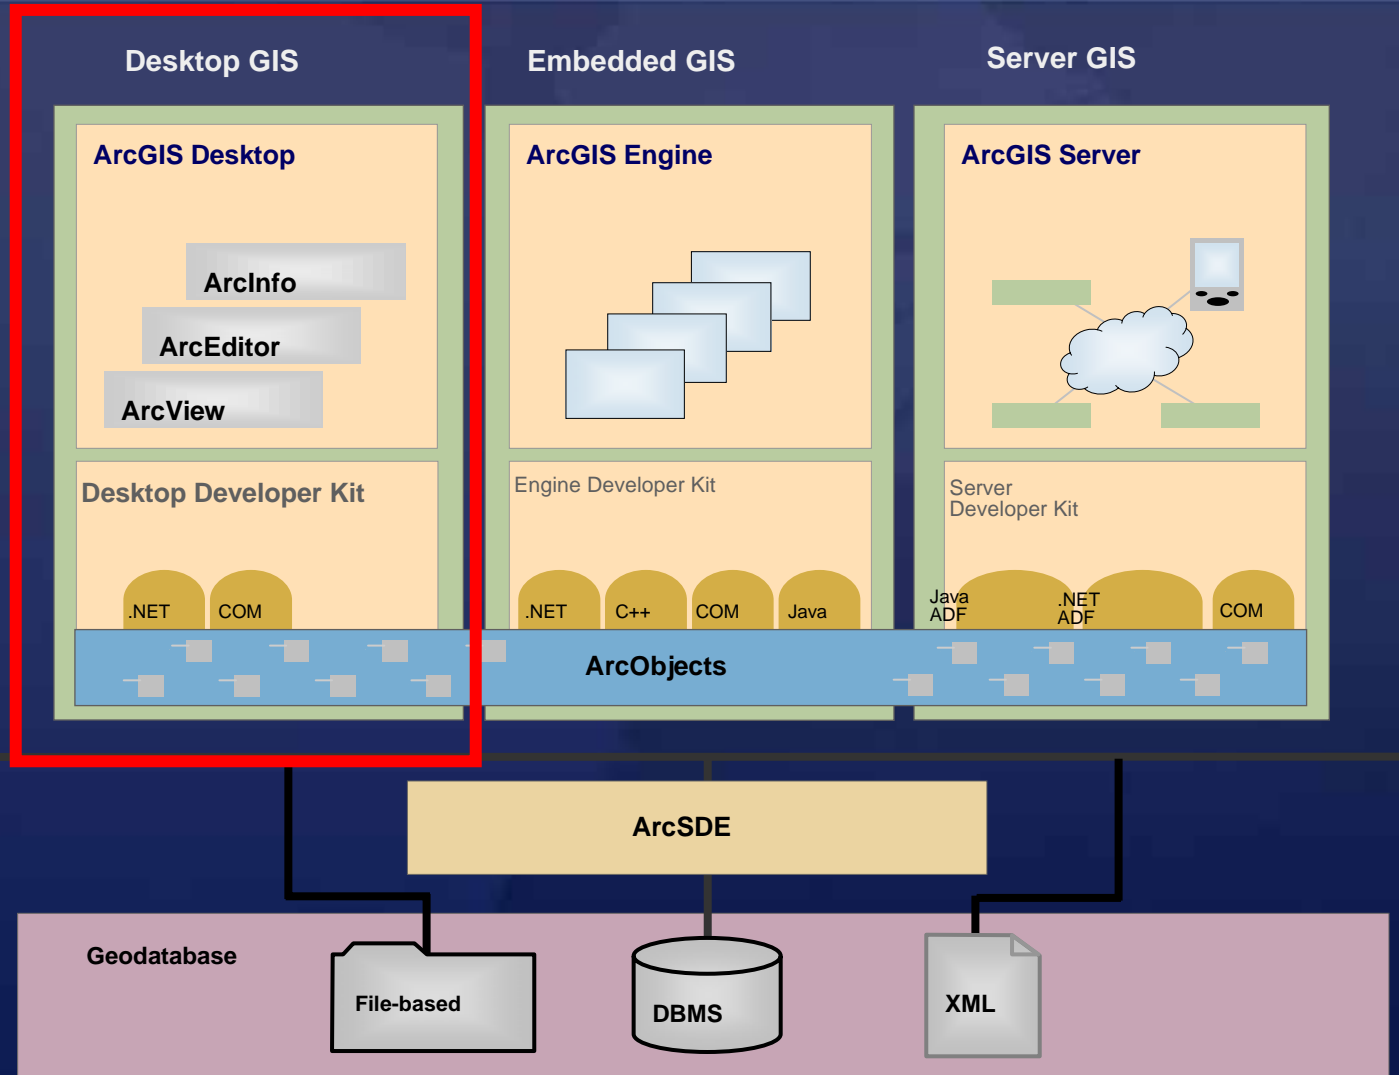 Desktop GIS
Embedded GIS
Server GIS
ArcGIS Desktop
ArcInfo
ArcEditor
ArcView
Desktop Developer Kit
.NET
COM
ArcGIS Engine
Engine Developer Kit
.NET
C++
COM
Java
ArcGIS Server
Server
Developer Kit
Java
ADF
.NET
ADF
COM
ArcObjects
ArcSDE
Geodatabase
File-based
DBMS
XML